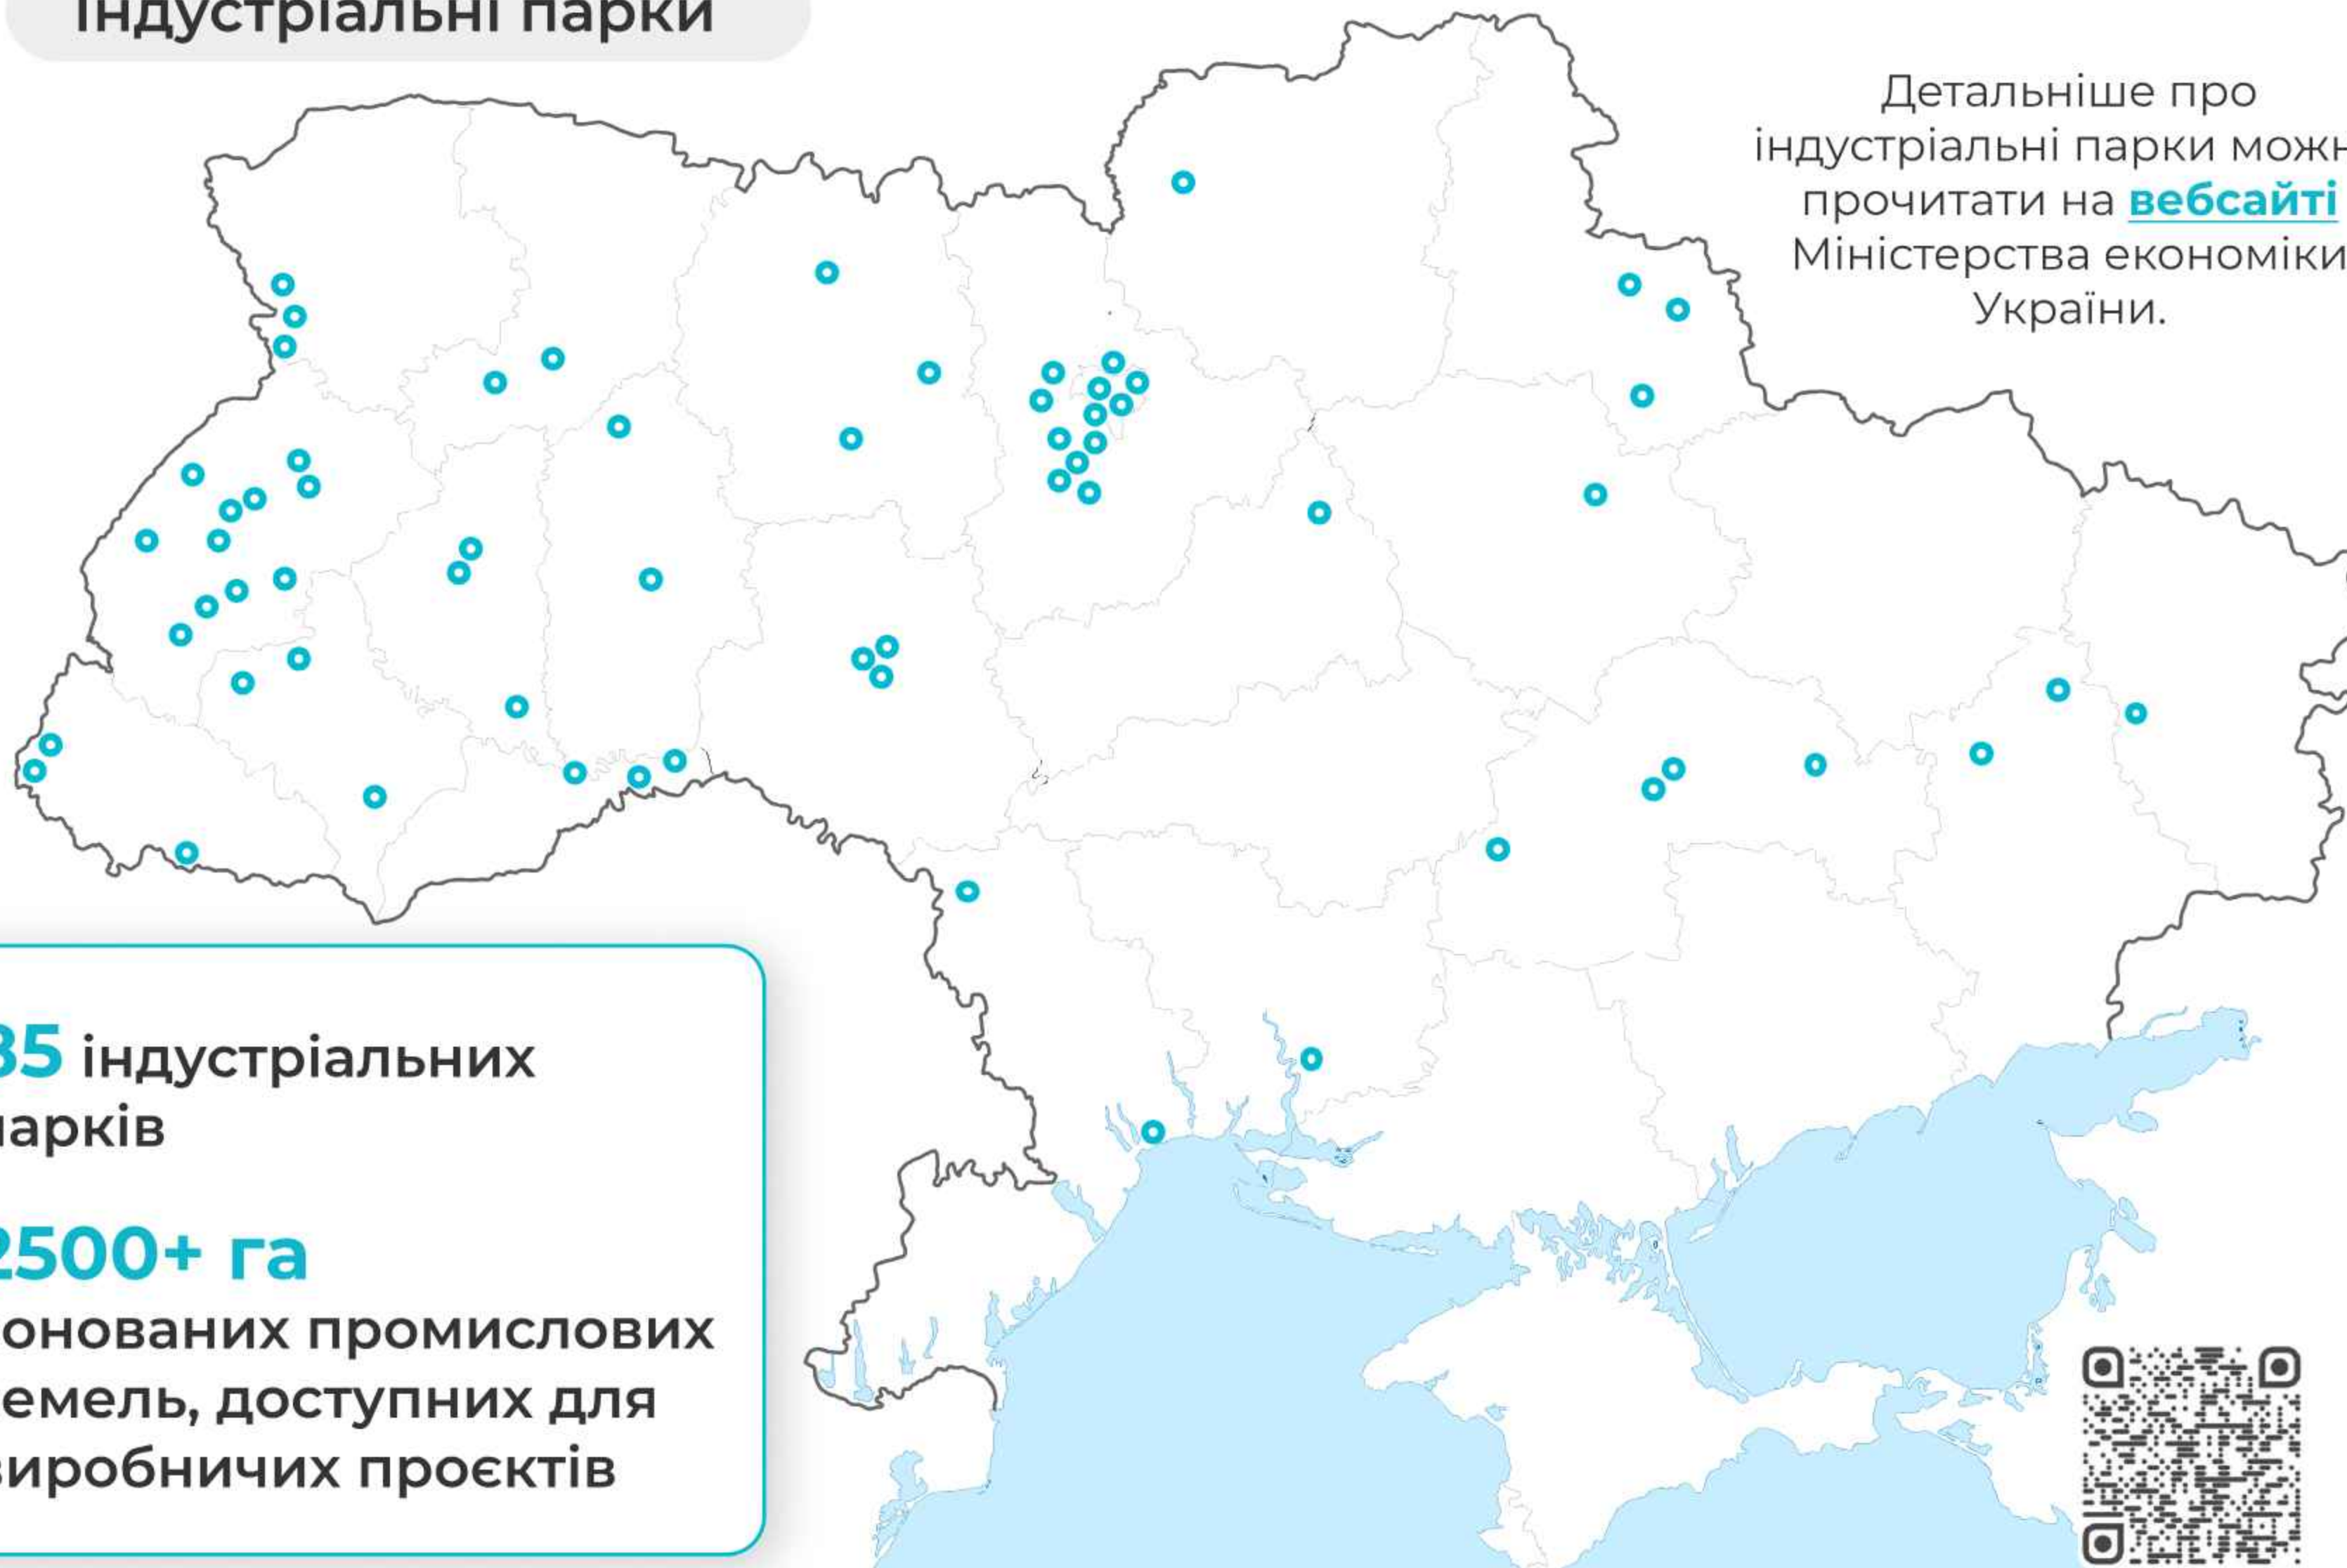 індустріальні парки
Детальніше про
індустріальні парки можн
прочитати на вебсайті
Міністерства економіки
України.
35 індустріальних
парків
2500+ га
онованих промислових
емель, доступних для
виробничих проєктів